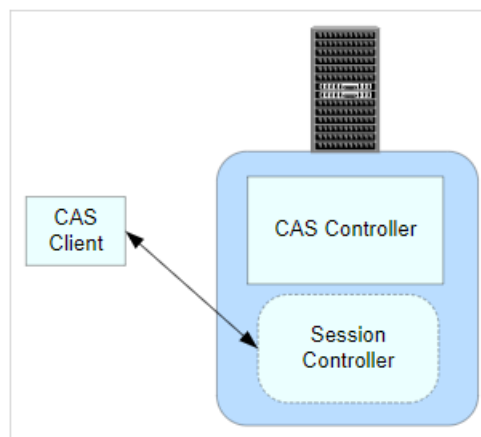 CAS
Client
CAS Controller
Session
Controller